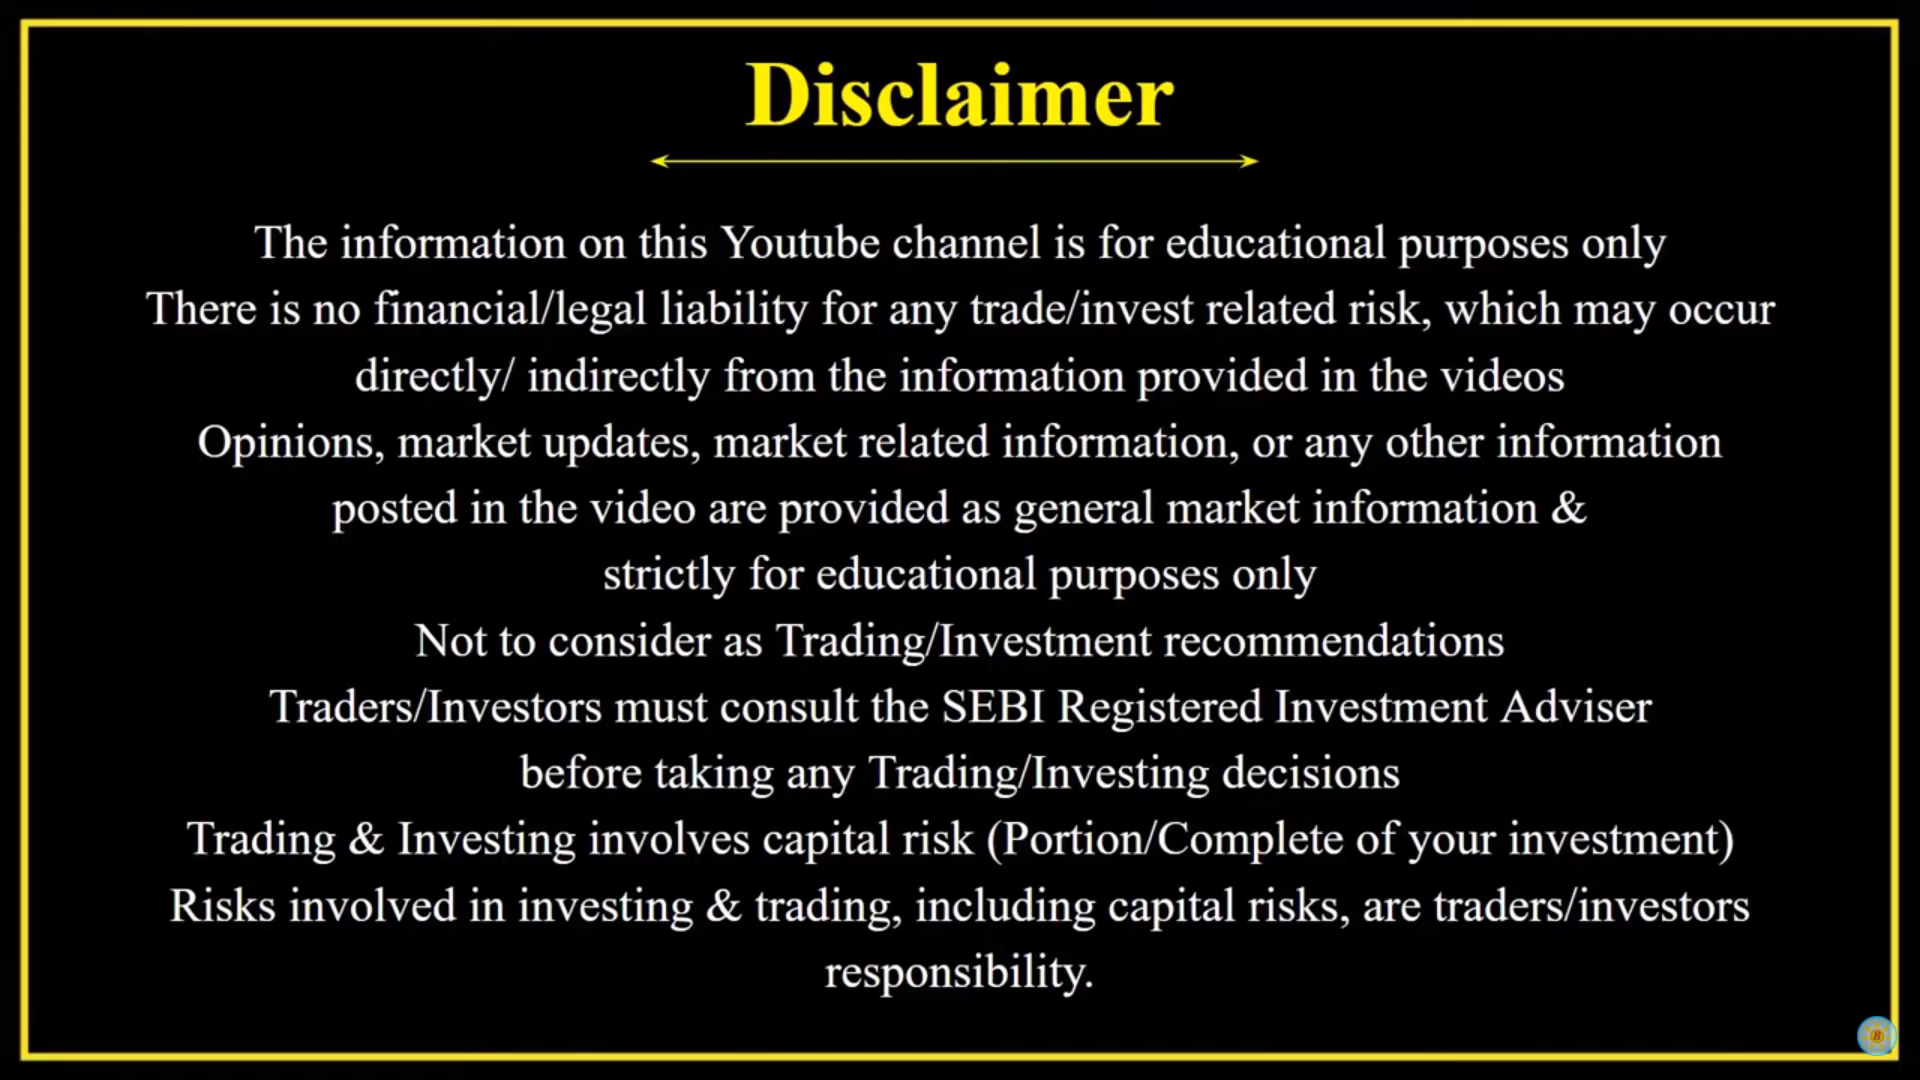 Disclaimer
The information on this Youtube channel is for educational purposes only
There is no financial/legal liability for any trade/invest related risk, which may occur
directly/ indirectly from the information provided in the videos
Opinions, market updates, market related information, or any other information
posted in the video are provided as general market information &
strictly for educational purposes only
Not to consider as Trading/Investment recommendations
Traders/Investors must consult the SEBI Registered Investment Adviser
before taking any Trading/Investing decisions
Trading & Investing involves capital risk (Portion/Complete of your investment)
Risks involved in investing & trading, including capital risks, are traders/investors
responsibility.